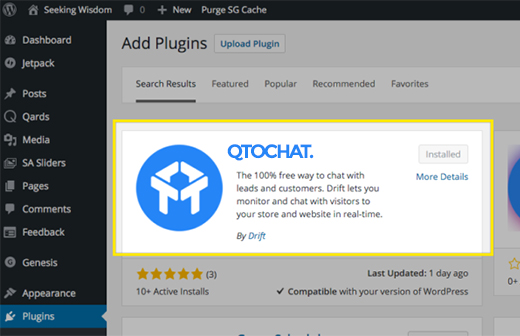 Seeking Wisdom 0 + New Purge SG Cache
Dashboard
Jetpack
Posts
Qards
Media
SA Sliders
Pages
Comments
Feedback
Genesis
Appearance
Plugins
Add Plugins Upload Plugin
Search Results Featured Popular Recommended Favorites
QTOCHAT.
Installed
More Details
The 100% free way to chat with
leads and customers. Drift lets you
monitor and chat with visitors to
your store and website in real-time.
By Drift
(3)
10+ Active Installs
Last Updated: 1 day ago
Compatible with your version of WordPress
0+